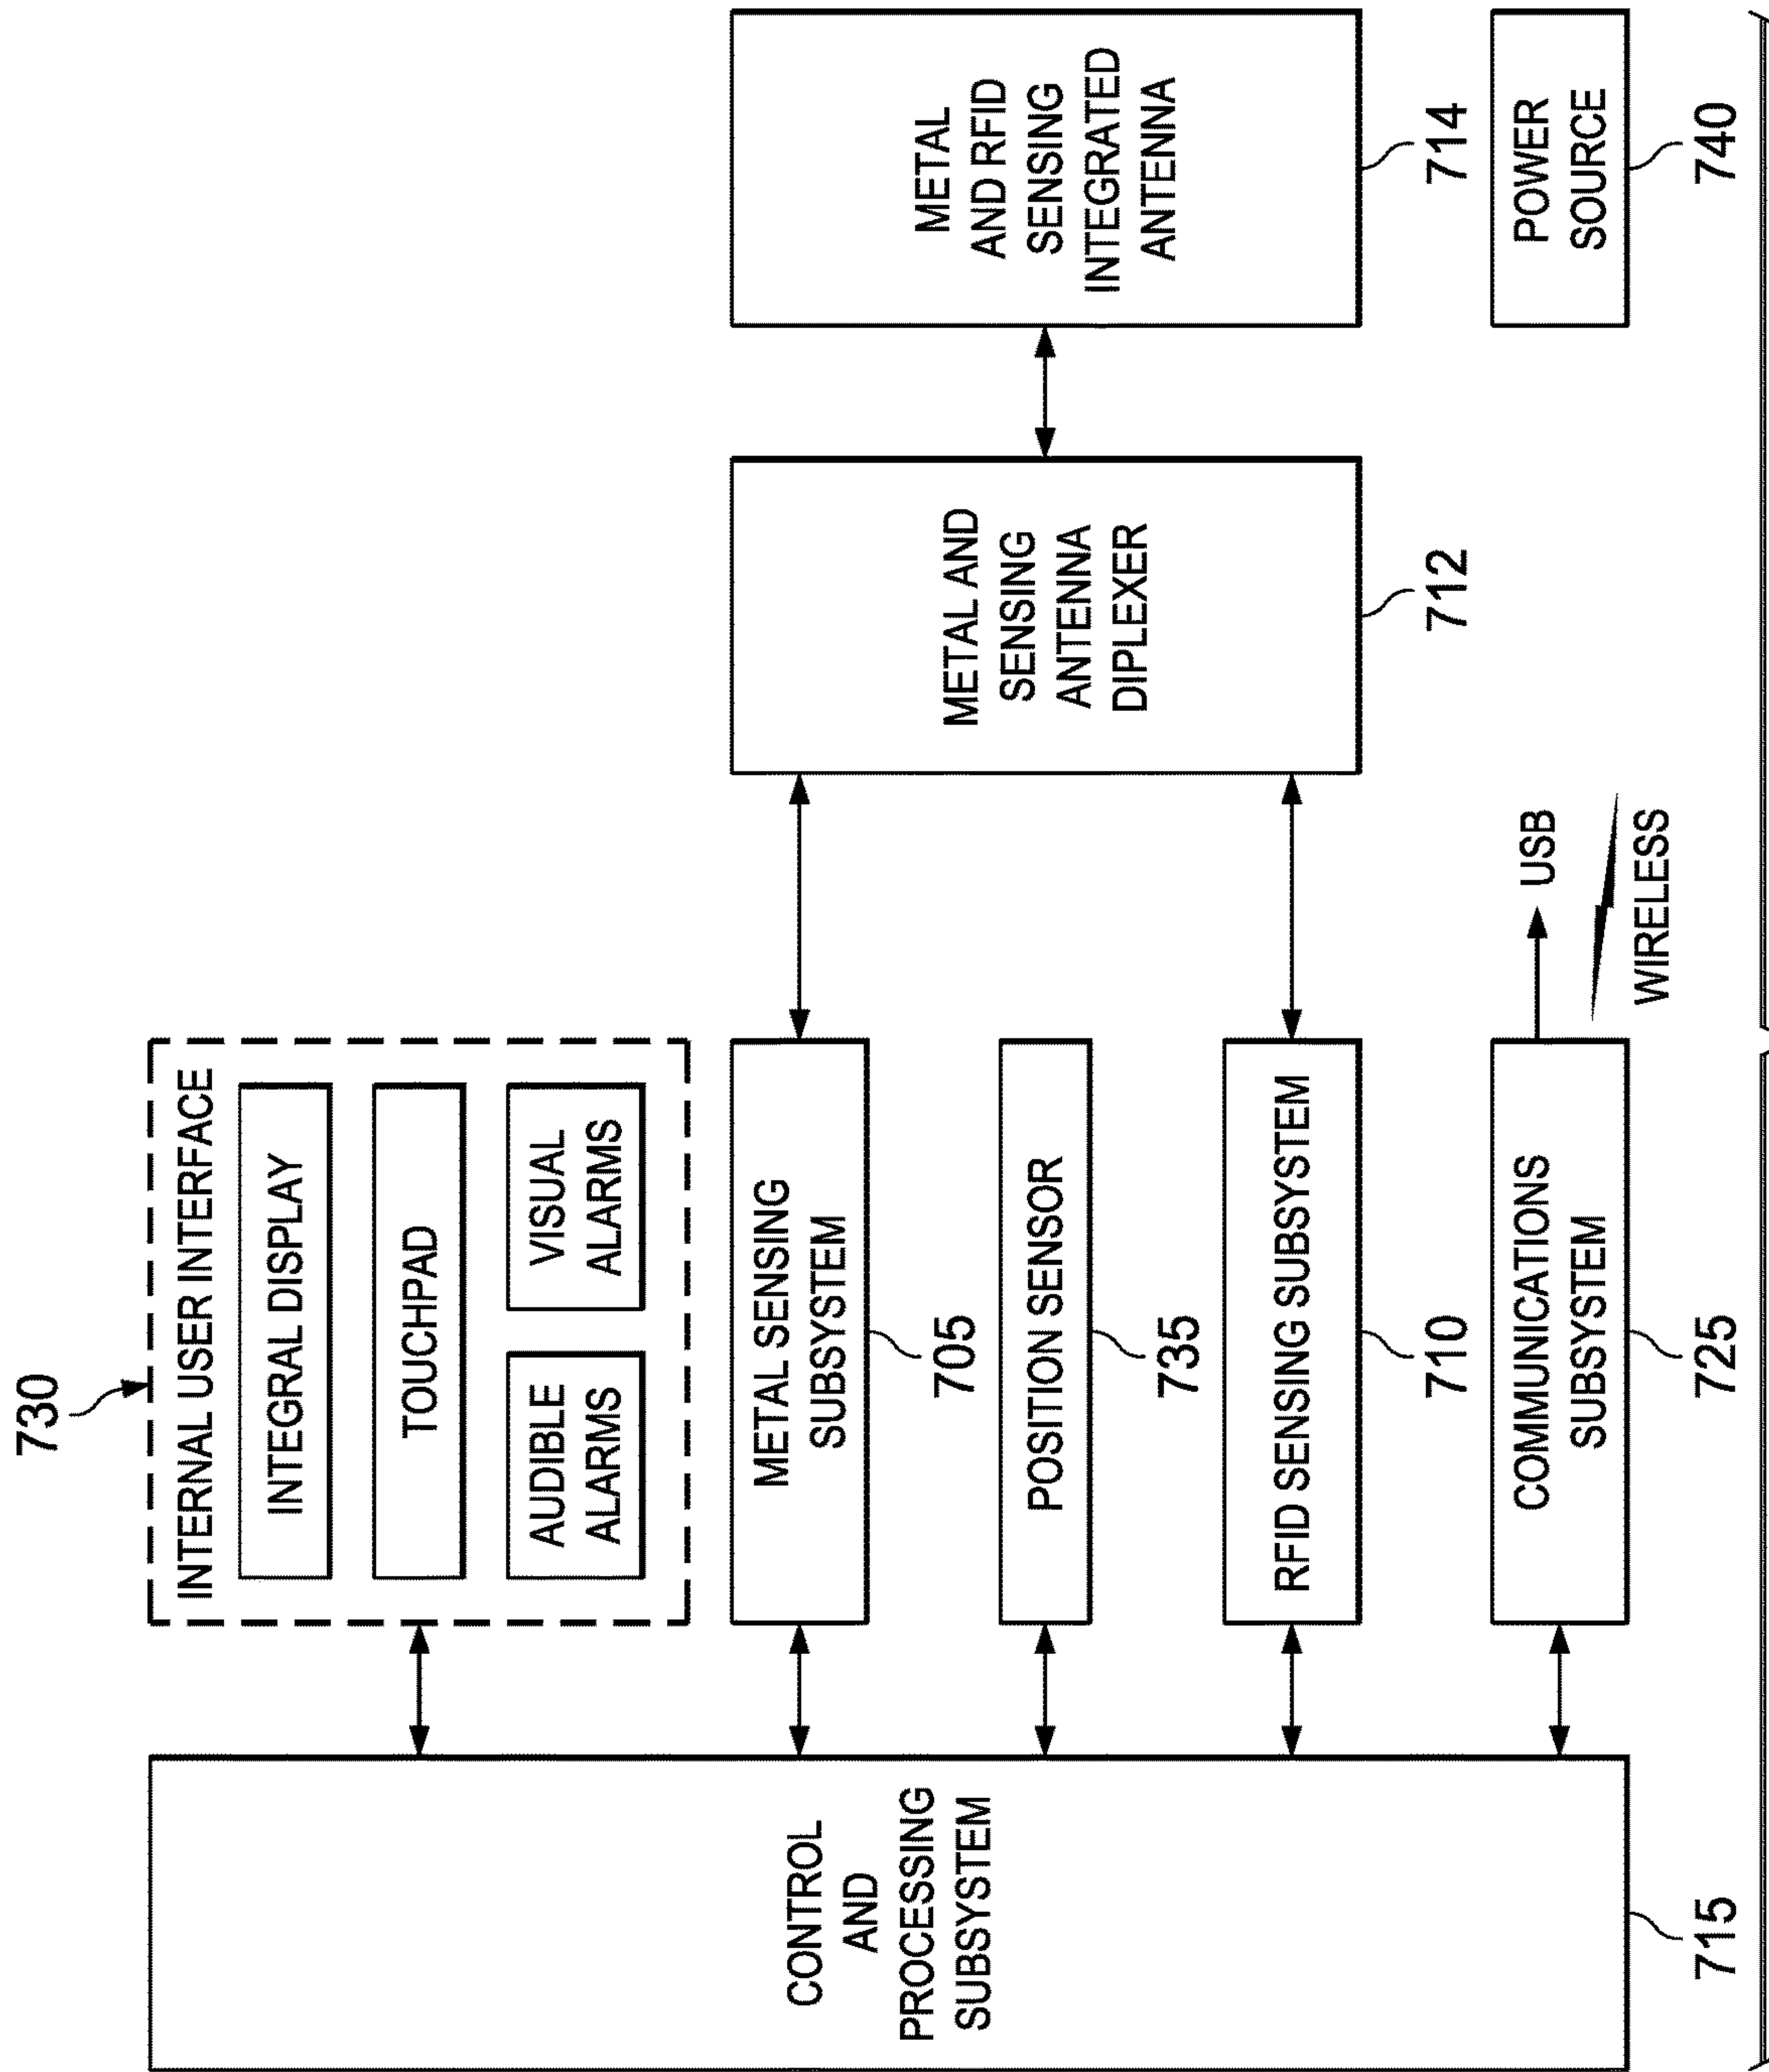 730
INTERNAL USER INTERFACE
INTEGRAL DISPLAY
TOUCHPAD
AUDIBLE
ALARMS
VISUAL
ALARMS
CONTROL
AND
PROCESSING
SUBSYSTEM
715
METAL SENSING
SUBSYSTEM
705
POSITION SENSOR
735
RFID SENSING SUBSYSTEM
710
COMMUNICATIONS
SUBSYSTEM
725
USB
WIRELESS
METAL AND
SENSING
ANTENNA
DIPLEXER
712
METAL
AND RFID
SENSING
INTEGRATED
ANTENNA
714
POWER
SOURCE
740